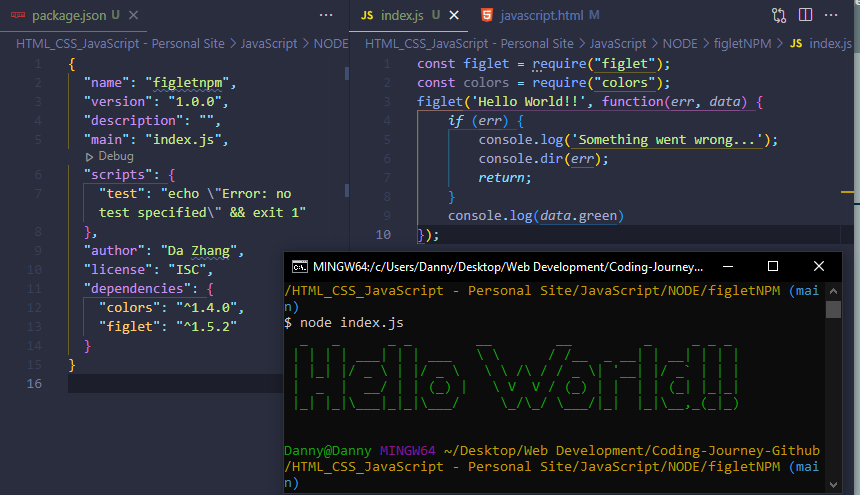 package.json U ×
HTML_CSS_JavaScript - Personal Site > JavaScript > NODE
1 {
2 "name": "figletnpm",
3 "version": "1.0.0",
4 "description": "",
5 "main": "index.js",
Debug
6 "scripts": {
7 "test": "echo \"Error: no
test specified\" && exit 1"
8 },
9 "author": "Da Zhang",
10 "license": "ISC",
11 "dependencies": {
12 "colors": "^1.4.0",
13 "figlet": "^1.5.2"
14 }
15 }
16
JS index.js U ×
javascript.html M
HTML_CSS_JavaScript - Personal Site > JavaScript > NODE > figletNPM > JS index.js
1 const figlet = require("figlet");
2 const colors = require("colors");
3 figlet('Hello World!!', function(err, data) {
4 if (err) {
5 console.log('Something went wrong...');
6 console.dir(err);
7 return;
8 }
9 console.log(data.green)
10 });
MINGW64:/c/Users/Danny/Desktop/Web Development/Coding-Journey...
/HTML_CSS_JavaScript - Personal Site/JavaScript/NODE/figletNPM (mai
n)
$ node index.js
Hello World!!
Danny@Danny MINGW64 ~/Desktop/Web Development/Coding-Journey-Github
/HTML_CSS_JavaScript - Personal Site/JavaScript/NODE/figletNPM (mai
n)